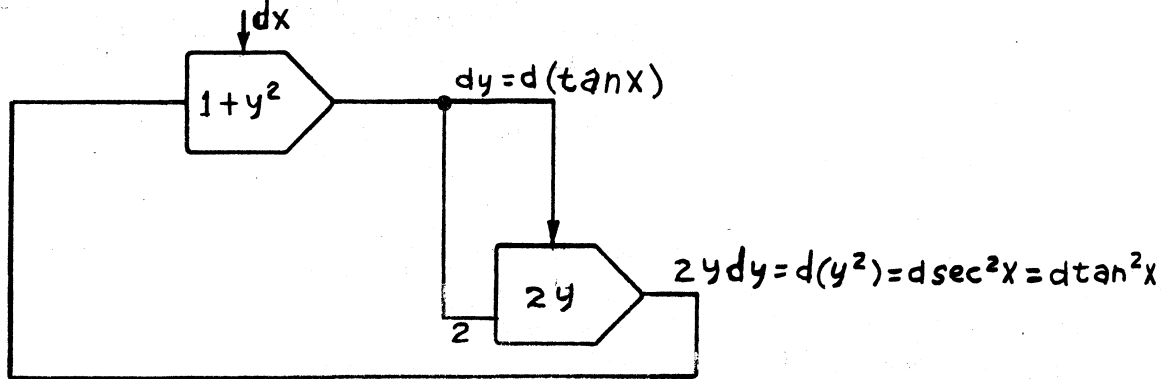 dx
1+y²
dy=d(tanx)
2y
2
2ydy=d(y²)=dsec²x=dtan²x